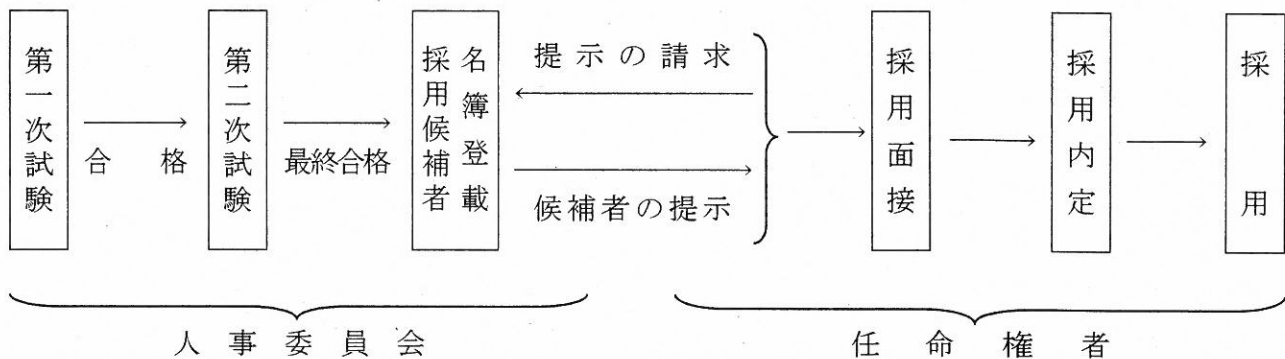 第一次試験
合格
第二次試験
最終合格
採用候補者
名簿登載
提示の請求
候補者の提示
採用面接
採用内定
採用
人事委員会
任命権者